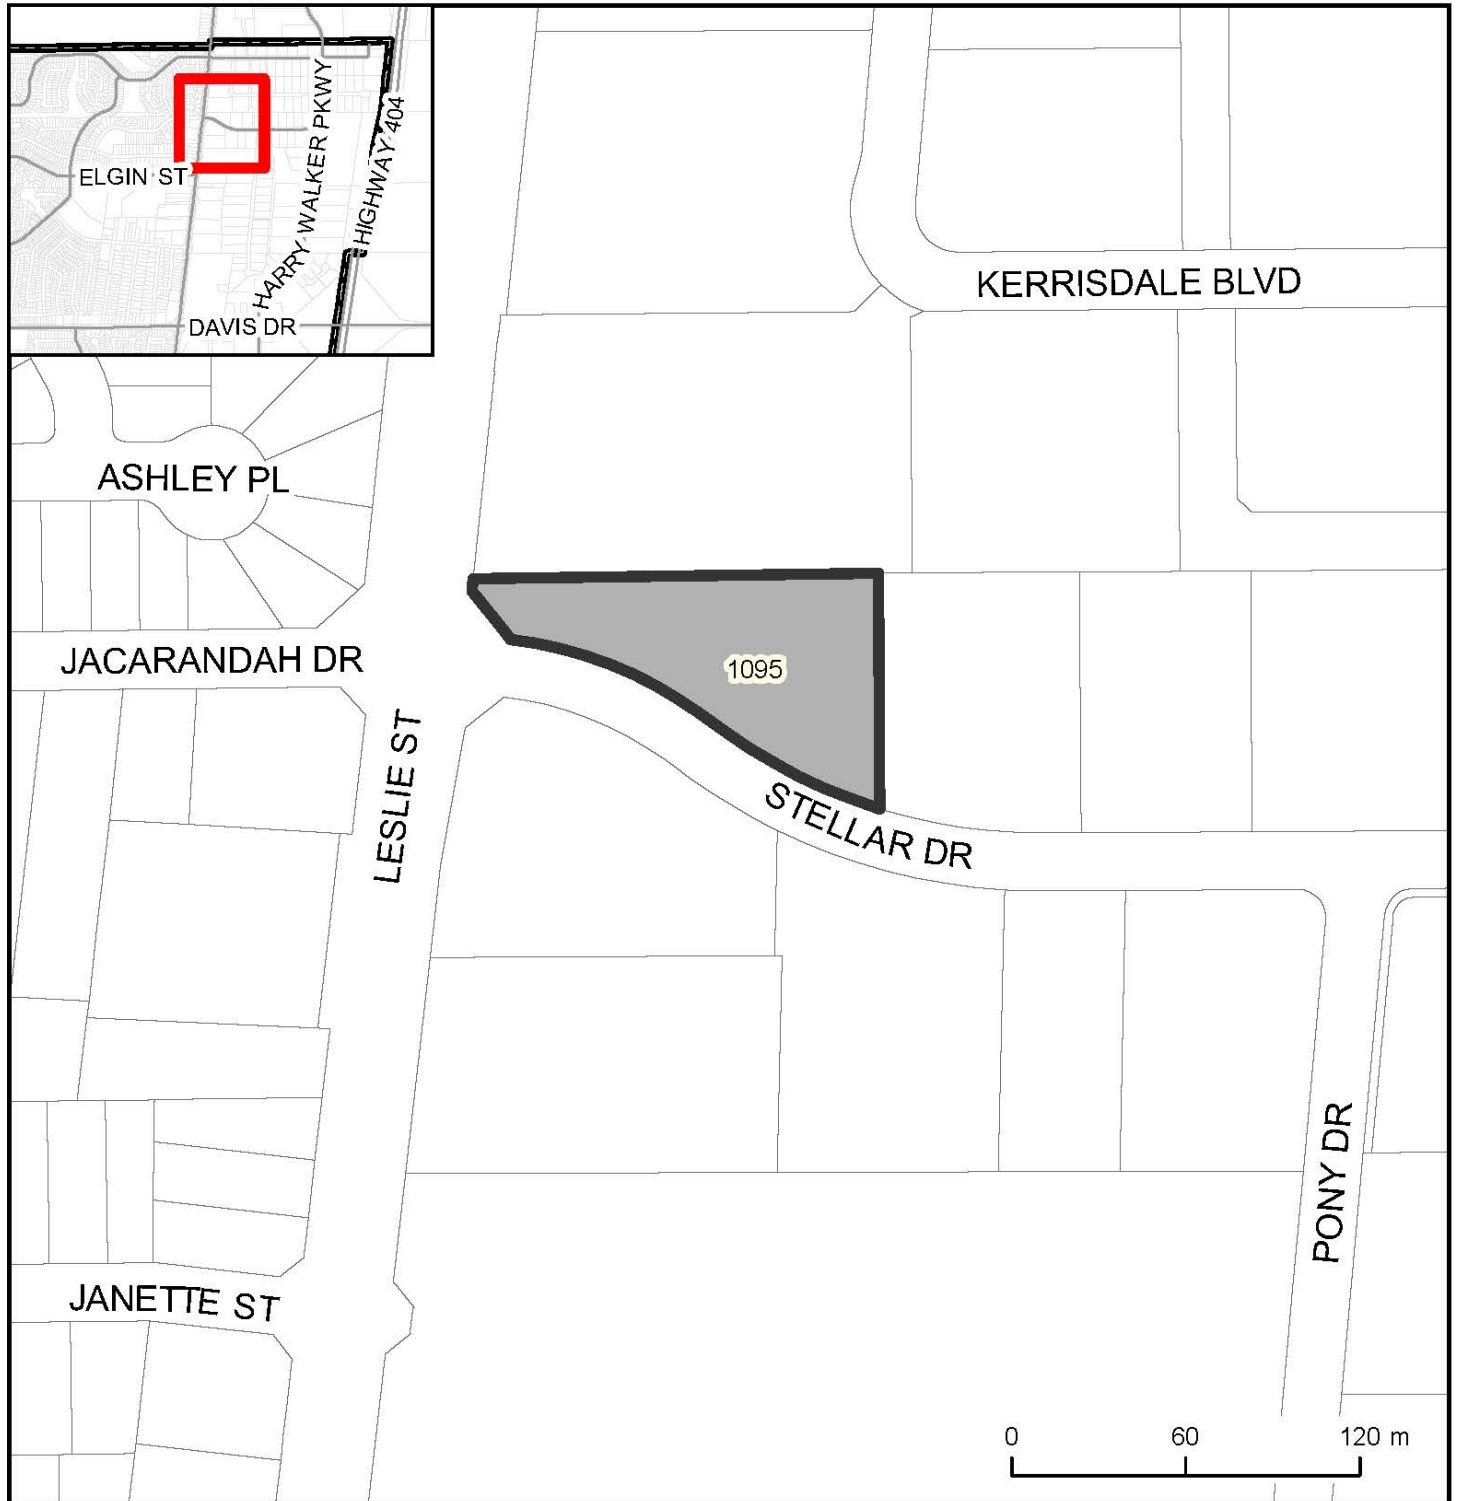 ELGIN ST
HARRY WALKER PKWY
HIGHWAY 404
DAVIS DR
KERRISDALE BLVD
ASHLEY PL
JACARANDAH DR
1095
LESLIE ST
STELLAR DR
PONY DR
JANETTE ST
0 60 120 m